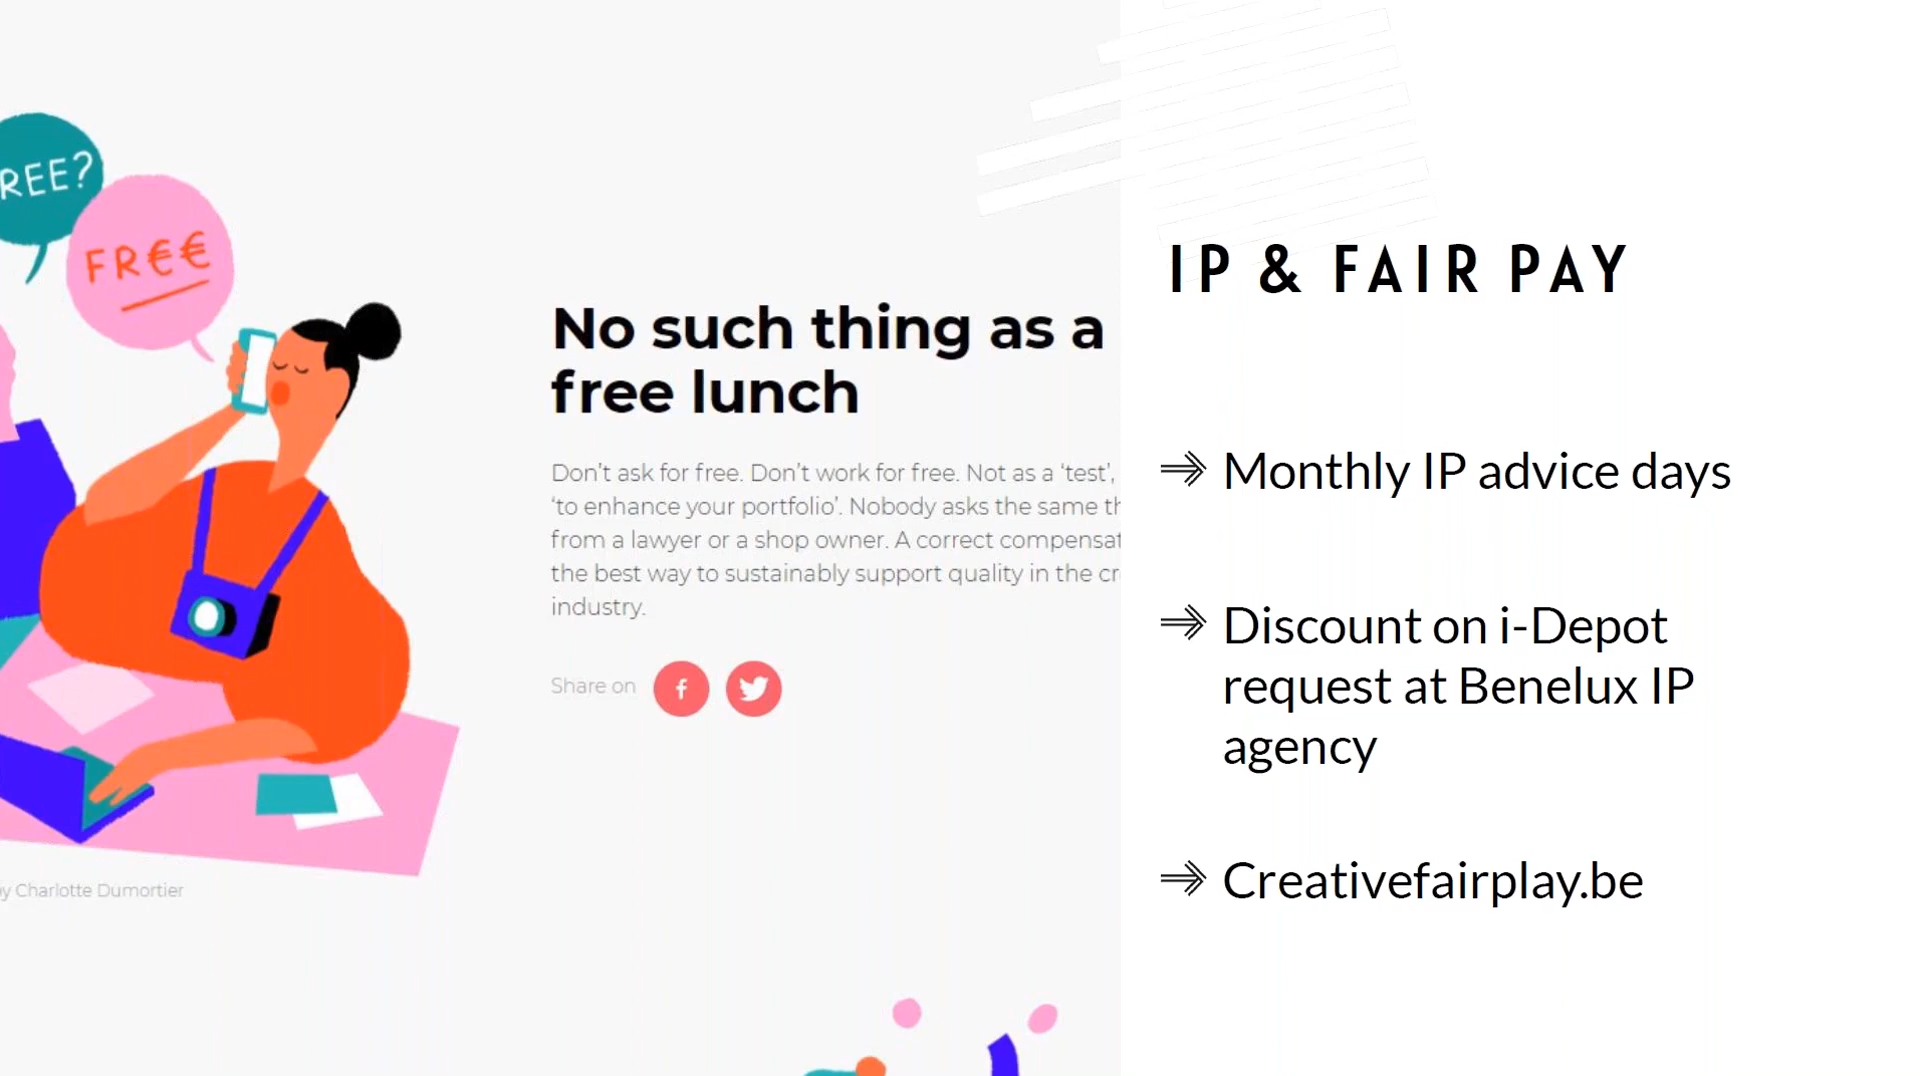 REE?
FR€€
No such thing as a
free lunch
Don't ask for free. Don't work for free. Not as a 'test',
'to enhance your portfolio'. Nobody asks the same
from a lawyer or a shop owner. A correct
the best way to sustainably support quality in the
industry.
Share on
by Charlotte Dumortier
IP & FAIR PAY
Monthly IP advice days
Discount on i-Depot
request at Benelux IP
agency
Creativefairplay.be